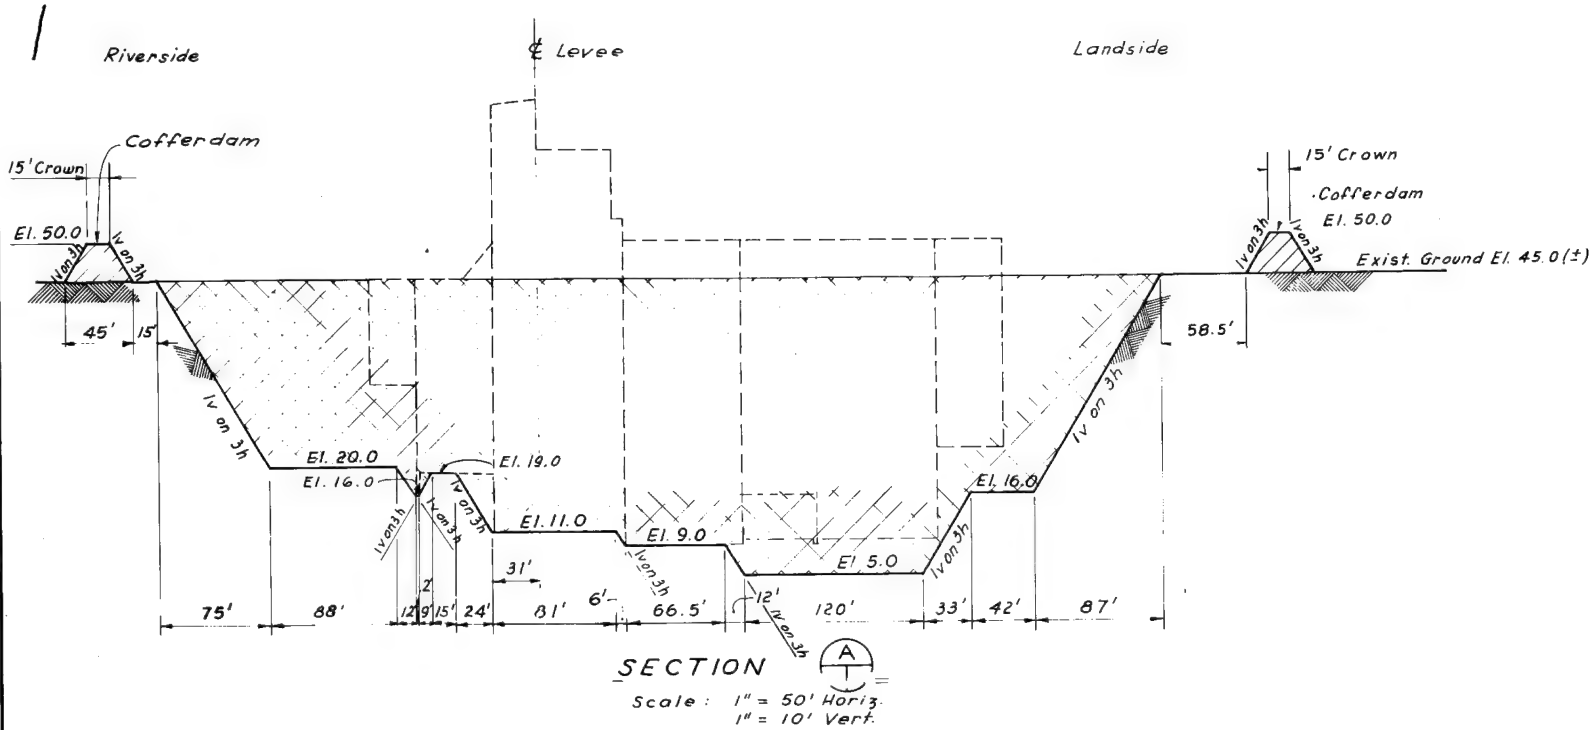 Riverside
℄ Levee
Landside
Cofferdam
15' Crown
15' Crown
Cofferdam
El. 50.0
El. 50.0
1v on 3h
1v on 3h
1v on 3h
1v on 3h
Exist. Ground El. 45.0 (±)
45'
15'
58.5'
1v on 3h
1v on 3h
El. 20.0
El. 19.0
El. 16.0
El. 16.0
1v on 3h
1v on 3h
1v on 3h
El. 11.0
El. 9.0
1v on 3h
El. 5.0
1v on 3h
31'
2'
6'
12'
75'
88'
12'
9'
15'
24'
81'
66.5'
120'
33'
42'
87'
1v on 3h
SECTION A
1
Scale: 1" = 50' Horiz.
1" = 10' Vert.